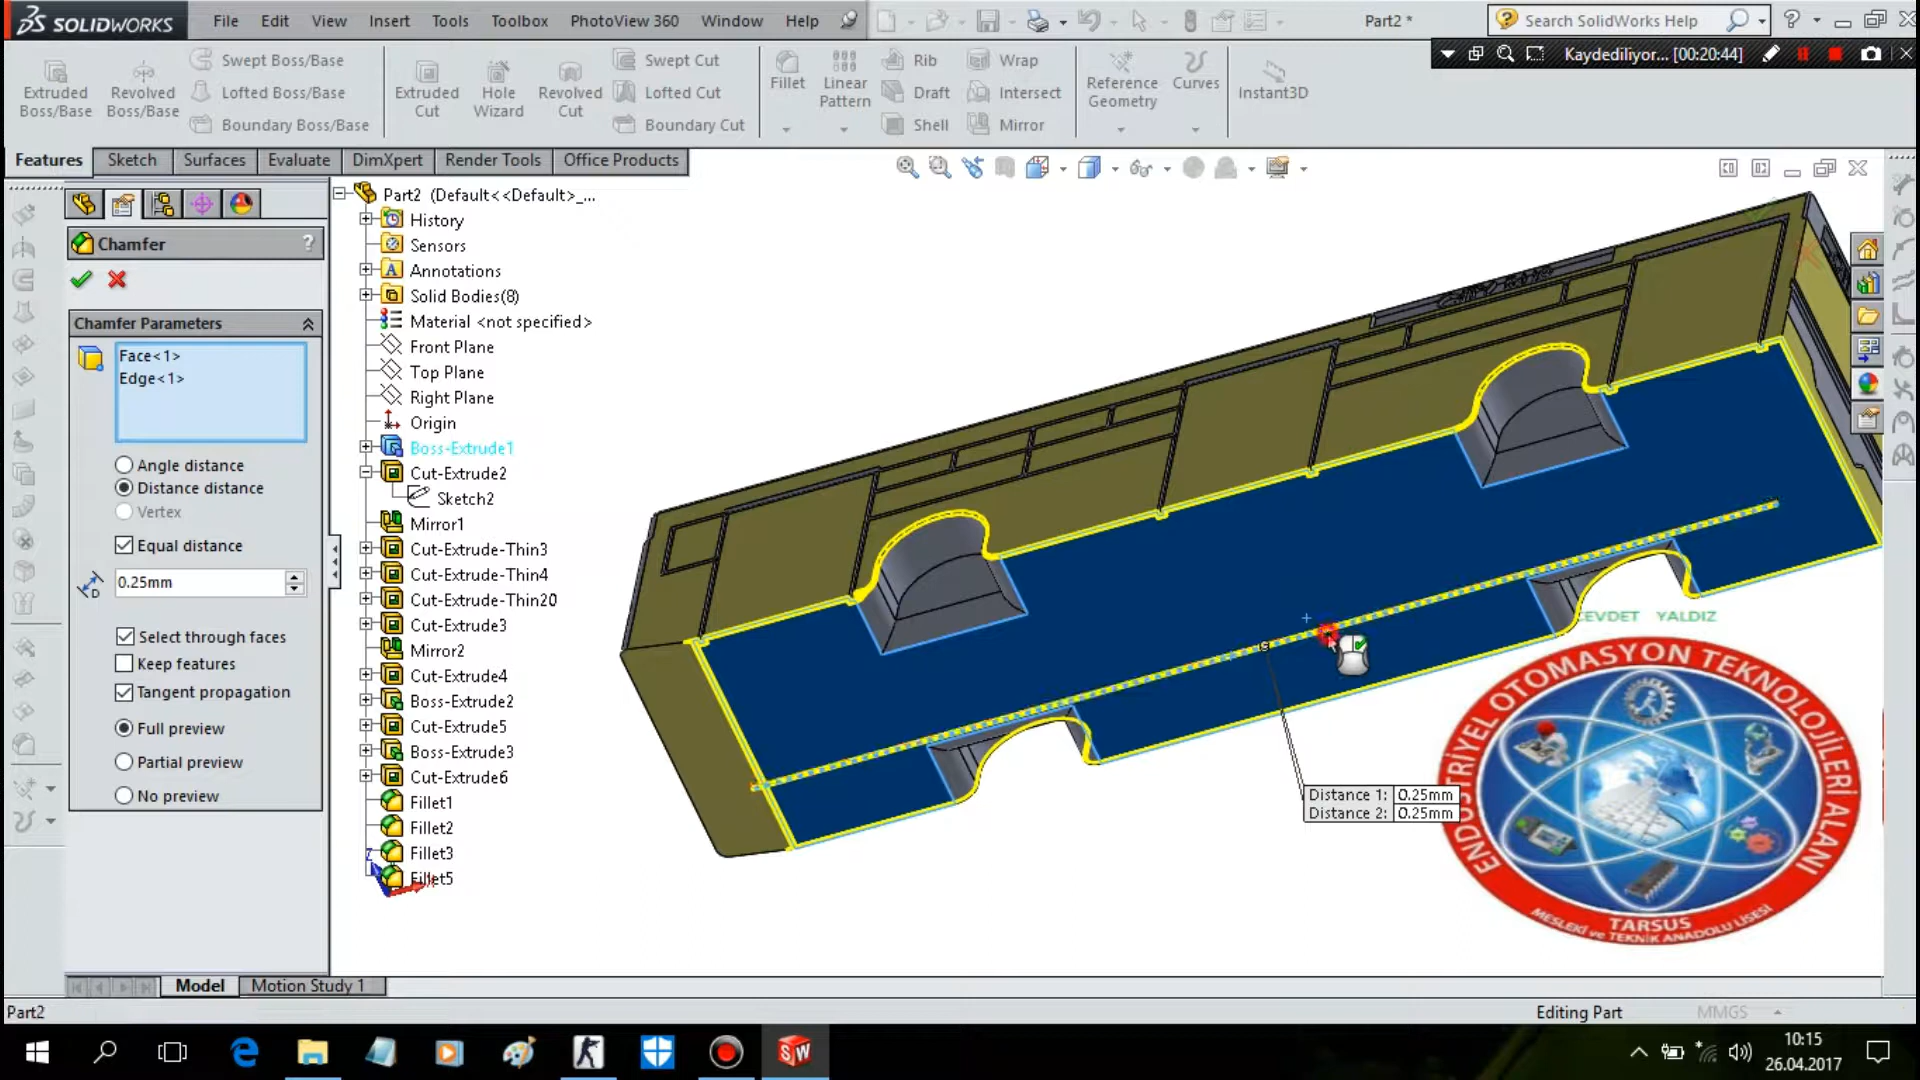 SOLIDWORKS
File Edit View Insert Tools Toolbox PhotoView 360 Window Help
Part2 *
Search SolidWorks Help
Kaydediliyor... [00:20:44]
Extruded Boss/Base
Revolved Boss/Base
Swept Boss/Base
Lofted Boss/Base
Boundary Boss/Base
Extruded Cut
Hole Wizard
Revolved Cut
Swept Cut
Lofted Cut
Boundary Cut
Fillet
Linear Pattern
Rib
Draft
Shell
Wrap
Intersect
Mirror
Reference Geometry
Curves
Instant3D
Features Sketch Surfaces Evaluate DimXpert Render Tools Office Products
Chamfer
?
Chamfer Parameters
Face<1>
Edge<1>
Angle distance
Distance distance
Vertex
Equal distance
0.25mm
Select through faces
Keep features
Tangent propagation
Full preview
Partial preview
No preview
Part2 (Default<<Default>_...
History
Sensors
Annotations
Solid Bodies(8)
Material <not specified>
Front Plane
Top Plane
Right Plane
Origin
Boss-Extrude1
Cut-Extrude2
Sketch2
Mirror1
Cut-Extrude-Thin3
Cut-Extrude-Thin4
Cut-Extrude-Thin20
Cut-Extrude3
Mirror2
Cut-Extrude4
Boss-Extrude2
Cut-Extrude5
Boss-Extrude3
Cut-Extrude6
Fillet1
Fillet2
Fillet3
Fillet5
Distance 1: 0.25mm
Distance 2: 0.25mm
CEVDET YALDIZ
ENDÜSTRİYEL OTOMASYON TEKNOLOJİLERİ ALANI
TARSUS
MESLEKİ ve TEKNİK ANADOLU LİSESİ
Model Motion Study 1
Part2
Editing Part
MMGS
10:15
26.04.2017